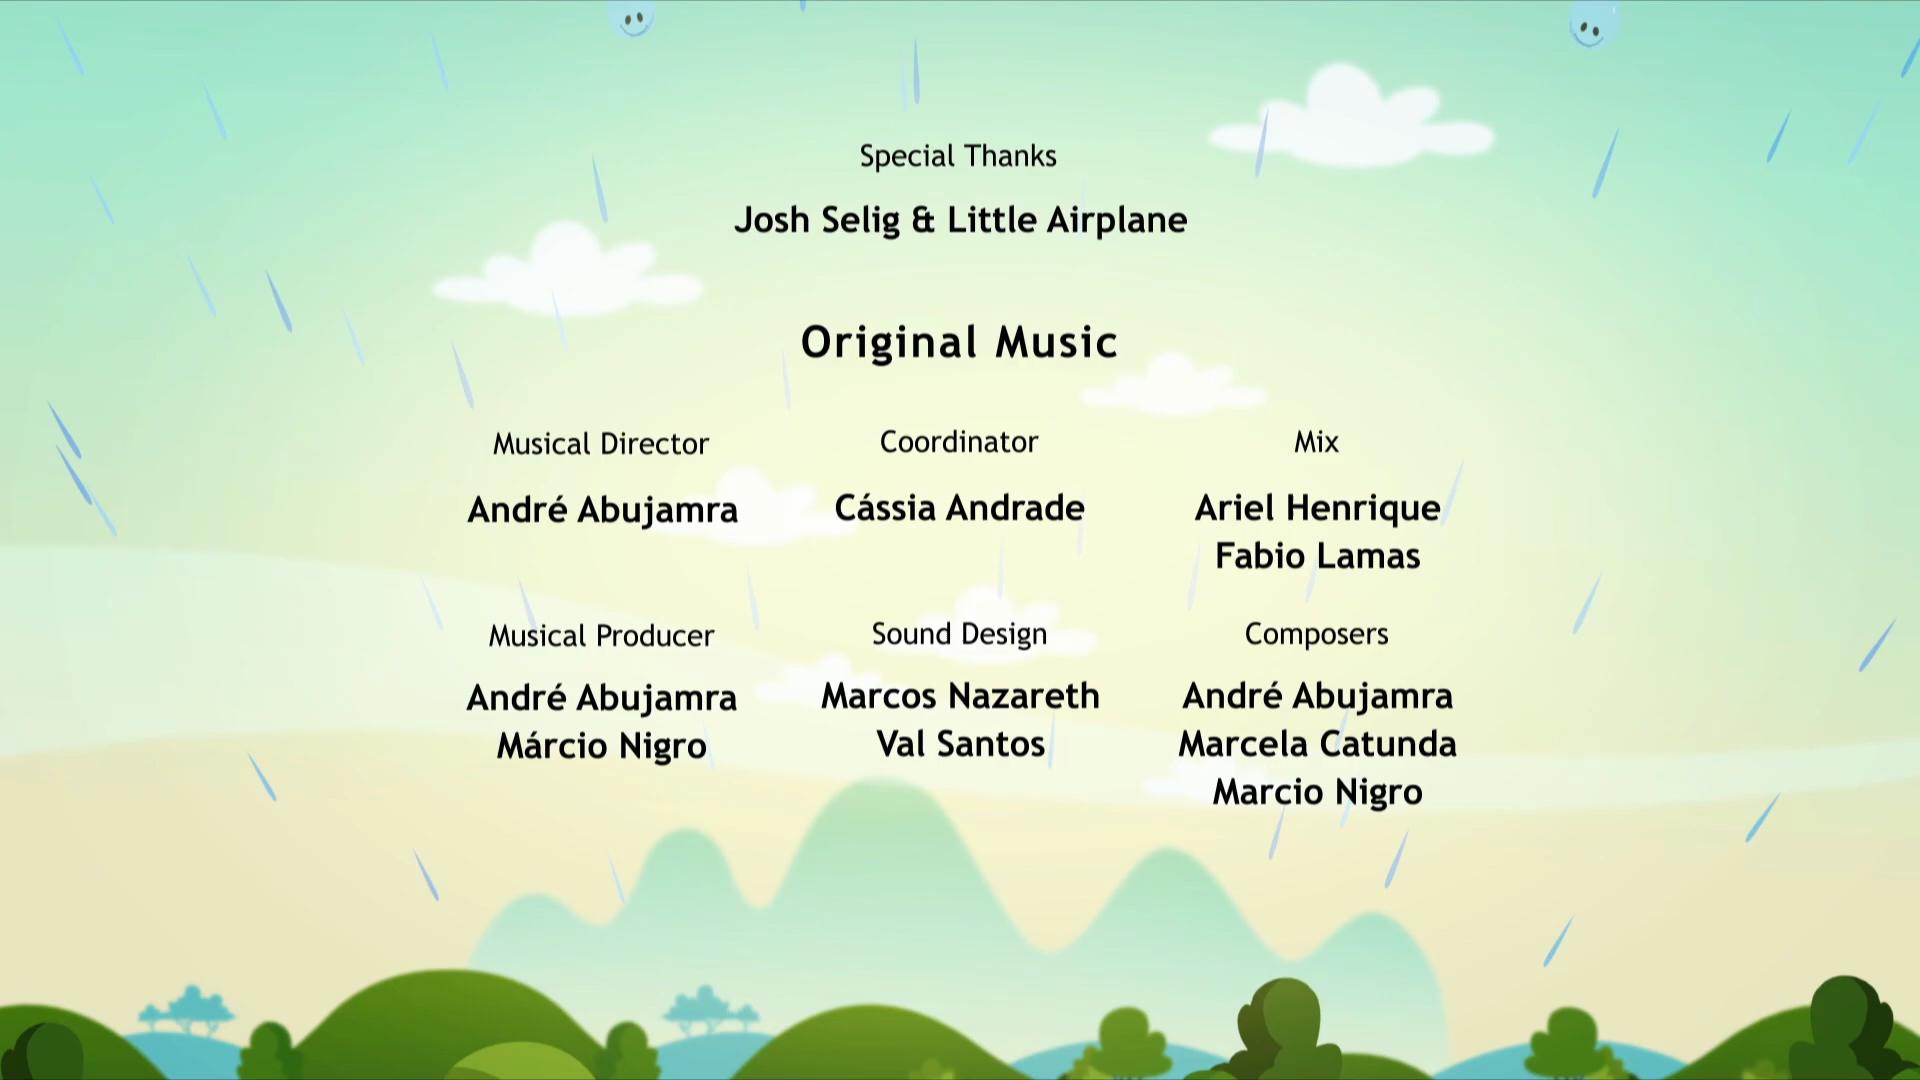 Special Thanks
Josh Selig & Little Airplane
Original Music
Musical Director
André Abujamra
Coordinator
Cássia Andrade
Mix
Ariel Henrique
Fabio Lamas
Musical Producer
André Abujamra
Márcio Nigro
Sound Design
Marcos Nazareth
Val Santos
Composers
André Abujamra
Marcela Catunda
Marcio Nigro